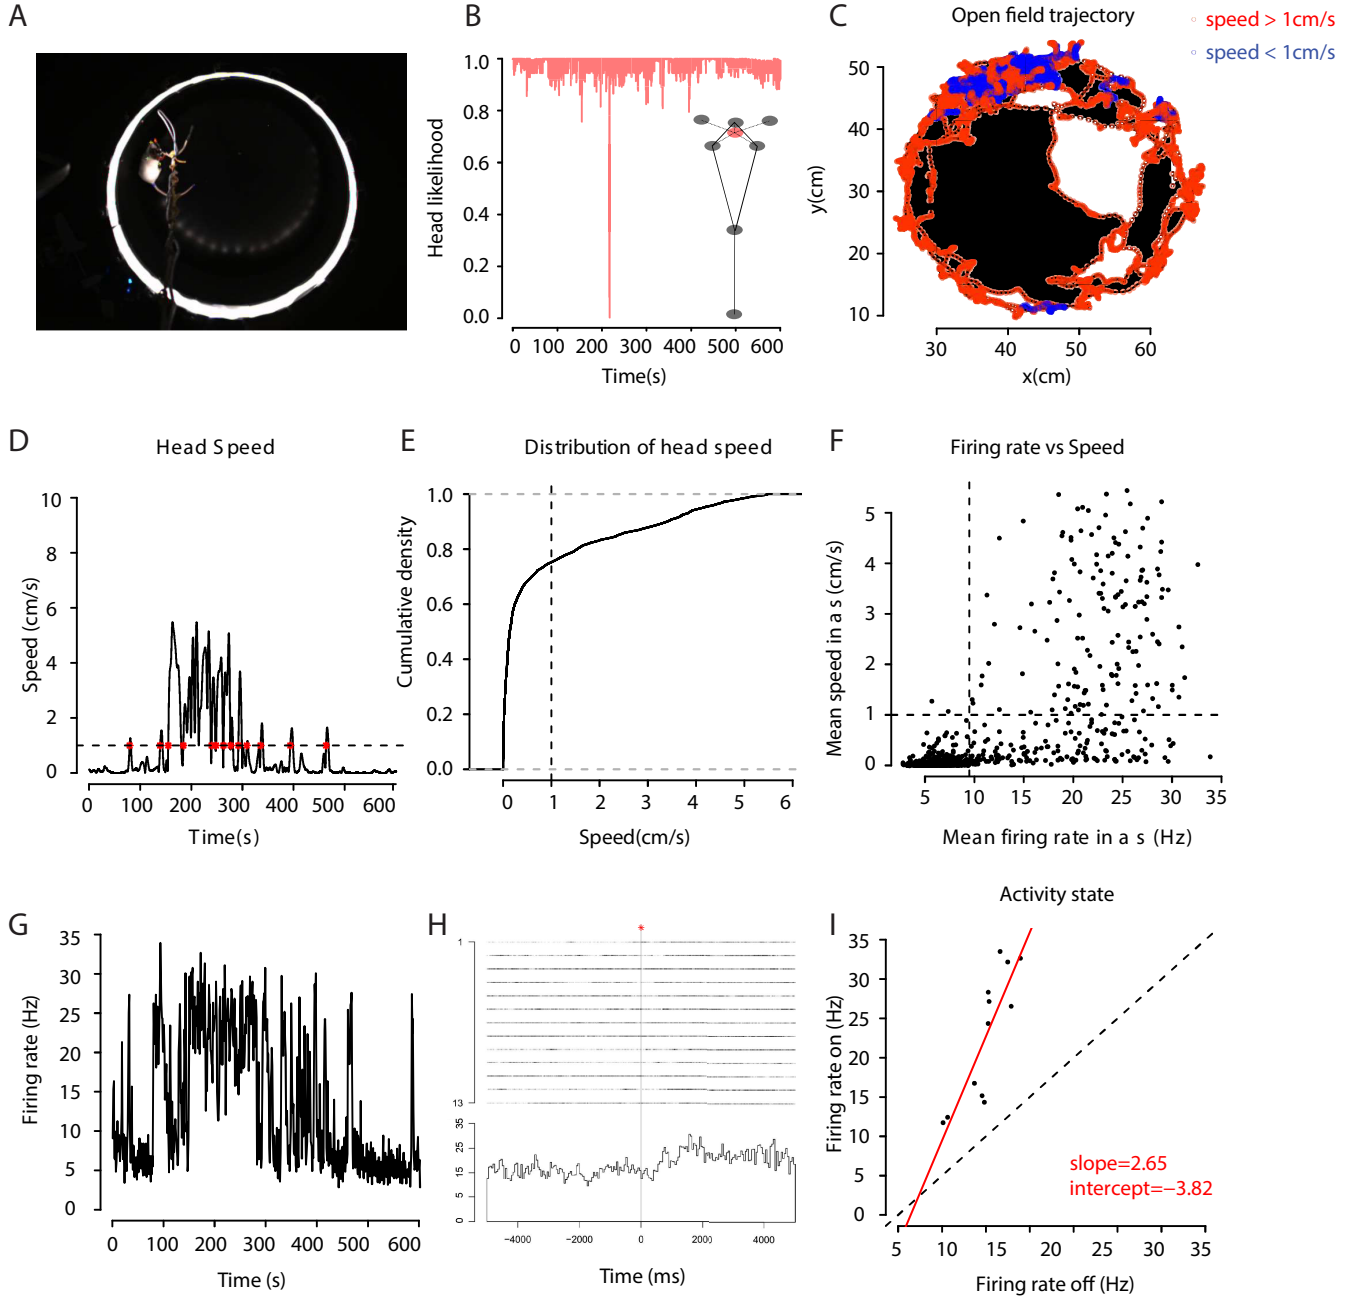 A
B
C
Open field trajectory
speed > 1cm/s
speed < 1cm/s
Head likelihood
1.0
0.8
0.6
0.4
0.2
0.0
0 100 200 300 400 500 600
Time(s)
y(cm)
50
40
30
20
10
30 40 50 60
x(cm)
D
Head Speed
Speed (cm/s)
10
8
6
4
2
0
0 100 200 300 400 500 600
Time(s)
E
Distribution of head speed
Cumulative density
1.0
0.8
0.6
0.4
0.2
0.0
0 1 2 3 4 5 6
Speed(cm/s)
F
Firing rate vs Speed
Mean speed in a s (cm/s)
5
4
3
2
1
0
5 10 15 20 25 30 35
Mean firing rate in a s (Hz)
G
Firing rate (Hz)
35
30
25
20
15
10
5
0
0 100 200 300 400 500 600
Time (s)
H
*
1
13
35
25
15
5
0
−4000 −2000 0 2000 4000
Time (ms)
Activity state
I
Firing rate on (Hz)
35
30
25
20
15
10
5
0
slope=2.65
intercept=−3.82
5 10 15 20 25 30 35
Firing rate off (Hz)